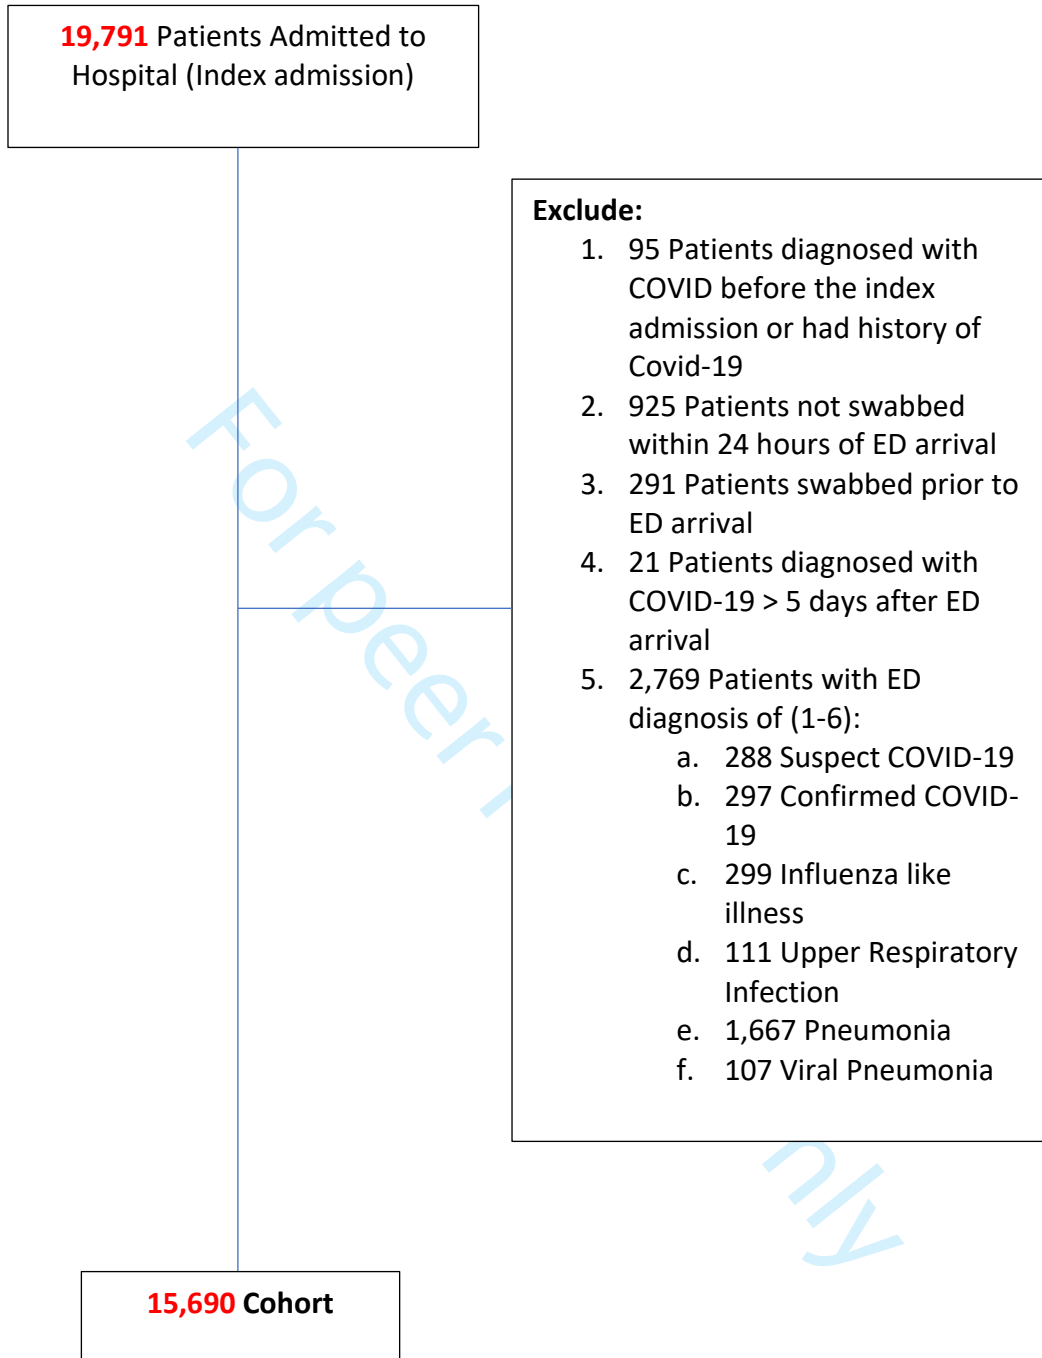 19,791 Patients Admitted to
Hospital (Index admission)
Exclude:
1. 95 Patients diagnosed with
COVID before the index
admission or had history of
Covid-19
2. 925 Patients not swabbed
within 24 hours of ED arrival
3. 291 Patients swabbed prior to
ED arrival
4. 21 Patients diagnosed with
COVID-19 > 5 days after ED
arrival
5. 2,769 Patients with ED
diagnosis of (1-6):
a. 288 Suspect COVID-19
b. 297 Confirmed COVID-
19
c. 299 Influenza like
illness
d. 111 Upper Respiratory
Infection
e. 1,667 Pneumonia
f. 107 Viral Pneumonia
For peer r
nly
15,690 Cohort